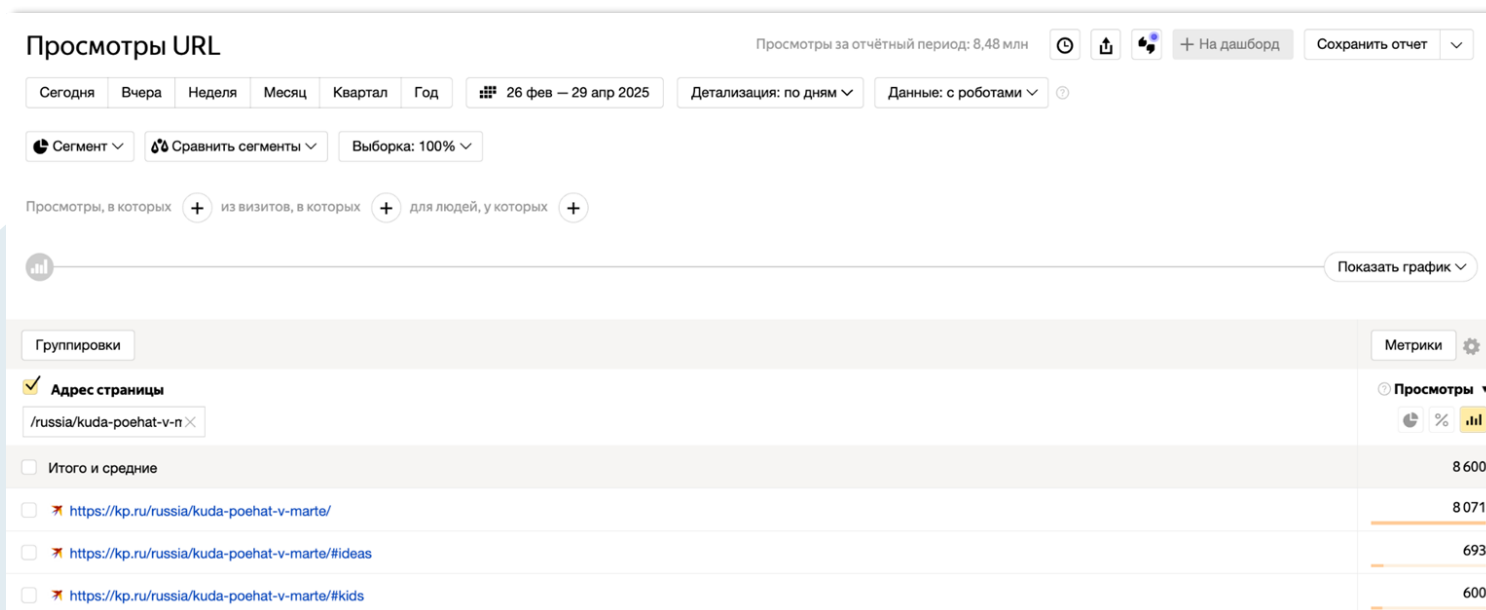 Просмотры URL
Просмотры за отчётный период: 8,48 млн
+ На дашборд
Сохранить отчет
Сегодня Вчера Неделя Месяц Квартал Год 26 фев — 29 апр 2025 Детализация: по дням Данные: с роботами ?
Сегмент Сравнить сегменты Выборка: 100%
Просмотры, в которых + из визитов, в которых + для людей, у которых +
Показать график
Группировки Метрики
Адрес страницы ? Просмотры
/russia/kuda-poehat-v-m %
Итого и средние 8 600
https://kp.ru/russia/kuda-poehat-v-marte/ 8 071
https://kp.ru/russia/kuda-poehat-v-marte/#ideas 693
https://kp.ru/russia/kuda-poehat-v-marte/#kids 600